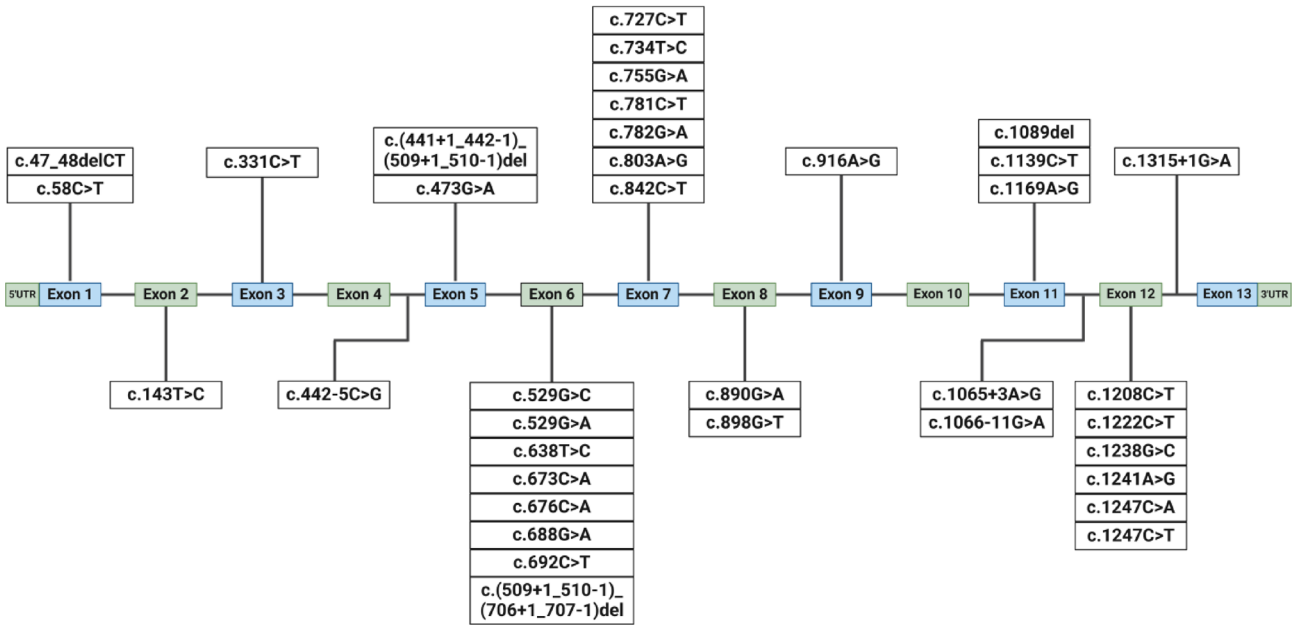 c.727C>T
c.734T>C
c.755G>A
c.781C>T
c.782G>A
c.803A>G
c.842C>T
c.47_48delCT
c.58C>T
c.331C>T
c.(441+1_442-1)_
(509+1_510-1)del
c.473G>A
c.916A>G
c.1089del
c.1139C>T
c.1169A>G
c.1315+1G>A
5'UTR
Exon 1
Exon 2
Exon 3
Exon 4
Exon 5
Exon 6
Exon 7
Exon 8
Exon 9
Exon 10
Exon 11
Exon 12
Exon 13
3'UTR
c.143T>C
c.442-5C>G
c.529G>C
c.529G>A
c.638T>C
c.673C>A
c.676C>A
c.688G>A
c.692C>T
c.(509+1_510-1)_
(706+1_707-1)del
c.890G>A
c.898G>T
c.1065+3A>G
c.1066-11G>A
c.1208C>T
c.1222C>T
c.1238G>C
c.1241A>G
c.1247C>A
c.1247C>T